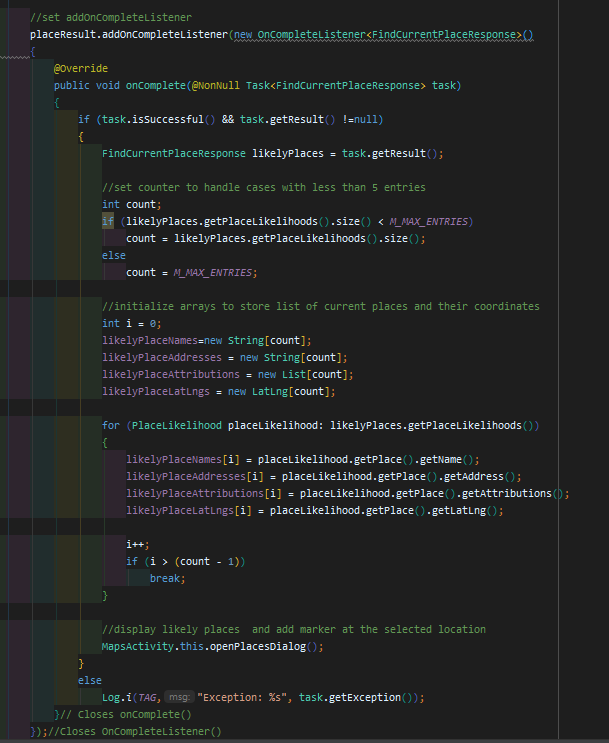 //set addOnCompleteListener
placeResult.addOnCompleteListener(new OnCompleteListener<FindCurrentPlaceResponse>()
{
@Override
public void onComplete(@NonNull Task<FindCurrentPlaceResponse> task)
{
if (task.isSuccessful() && task.getResult() !=null)
{
FindCurrentPlaceResponse likelyPlaces = task.getResult();
//set counter to handle cases with less than 5 entries
int count;
if (likelyPlaces.getPlaceLikelihoods().size() < M_MAX_ENTRIES)
count = likelyPlaces.getPlaceLikelihoods().size();
else
count = M_MAX_ENTRIES;
//initialize arrays to store list of current places and their coordinates
int i = 0;
likelyPlaceNames=new String[count];
likelyPlaceAddresses = new String[count];
likelyPlaceAttributions = new List[count];
likelyPlaceLatLngs = new LatLng[count];
for (PlaceLikelihood placeLikelihood: likelyPlaces.getPlaceLikelihoods())
{
likelyPlaceNames[i] = placeLikelihood.getPlace().getName();
likelyPlaceAddresses[i] = placeLikelihood.getPlace().getAddress();
likelyPlaceAttributions[i] = placeLikelihood.getPlace().getAttributions();
likelyPlaceLatLngs[i] = placeLikelihood.getPlace().getLatLng();
i++;
if (i > (count - 1))
break;
}
//display likely places  and add marker at the selected location
MapsActivity.this.openPlacesDialog();
}
else
Log.i(TAG, msg: "Exception: %s", task.getException());
}// Closes onComplete()
});//Closes OnCompleteListener()